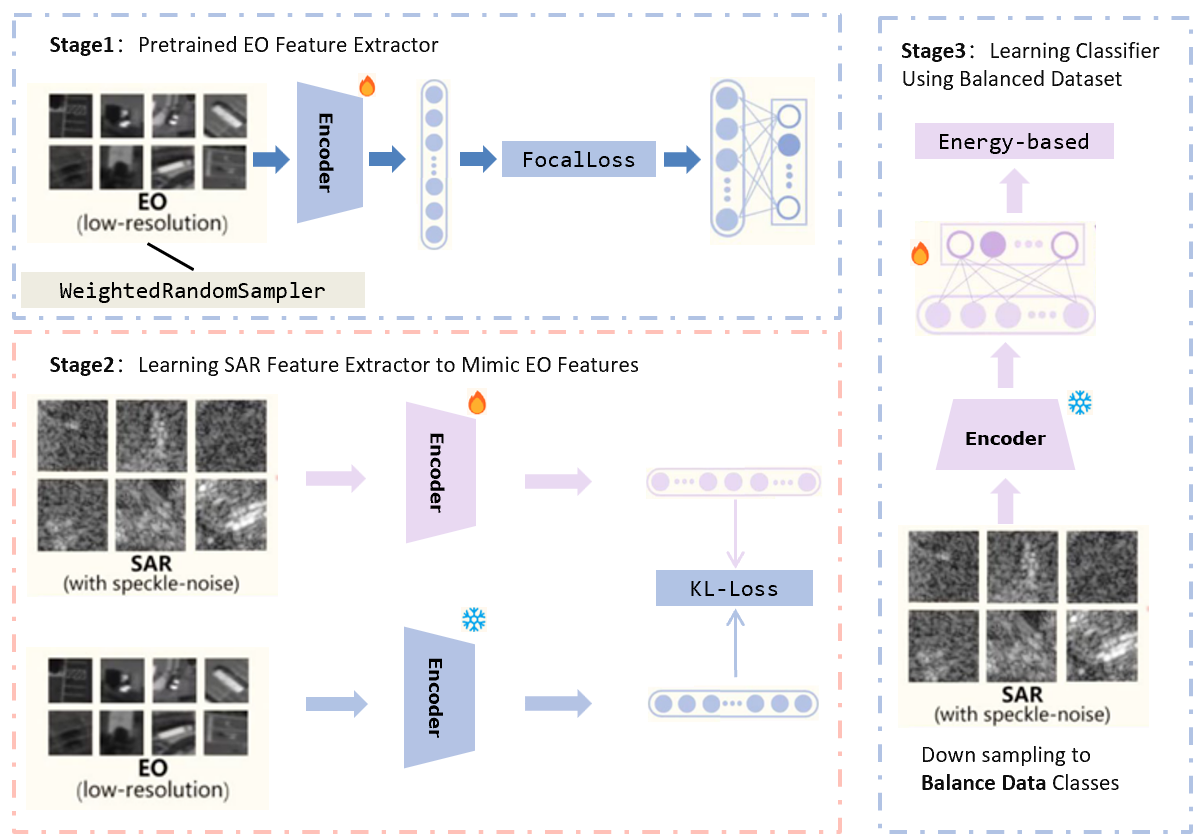 Stage1: Pretrained EO Feature Extractor
Encoder
FocalLoss
EO
(low-resolution)
WeightedRandomSampler
Stage2: Learning SAR Feature Extractor to Mimic EO Features
Encoder
SAR
(with speckle-noise)
KL-Loss
Encoder
EO
(low-resolution)
Stage3: Learning Classifier
Using Balanced Dataset
Energy-based
Encoder
SAR
(with speckle-noise)
Down sampling to
Balance Data Classes